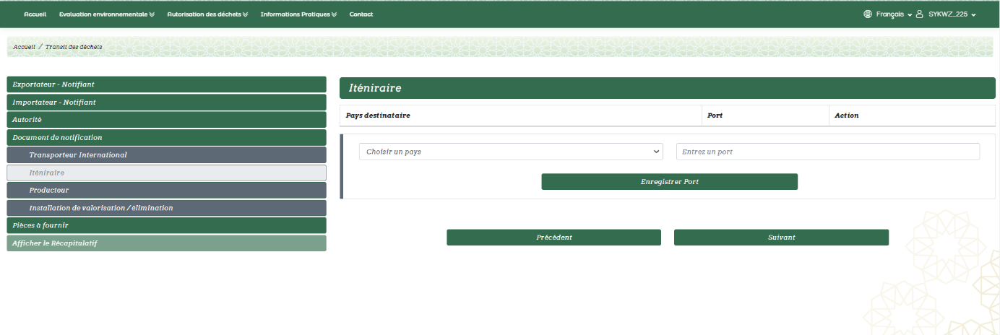 Accueil Evaluation environnementale Autorisation des déchets Informations Pratiques Contact Français SYKWZ_225
Accueil / Transit des déchets
Exportateur - Notifiant
Importateur - Notifiant
Autorité
Document de notification
Transporteur International
Iténiraire
Producteur
Installation de valorisation / élimination
Pièces à fournir
Afficher le Récapitulatif
Iténiraire
Pays destinataire Port Action
Choisir un pays Entrez un port
Enregistrer Port
Précédent Suivant